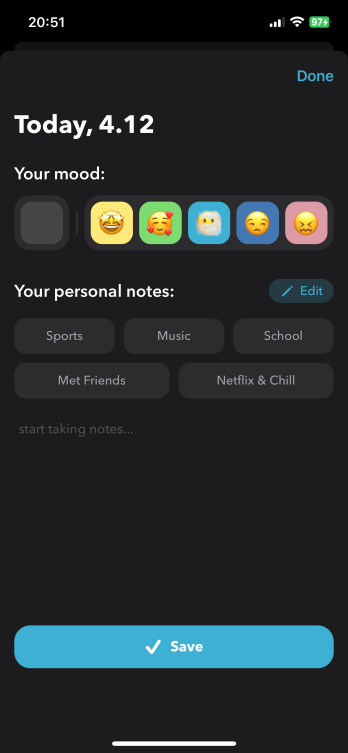 20:51
97
Done
Today, 4.12
Your mood:
Your personal notes:
Edit
Sports
Music
School
Met Friends
Netflix & Chill
start taking notes...
Save